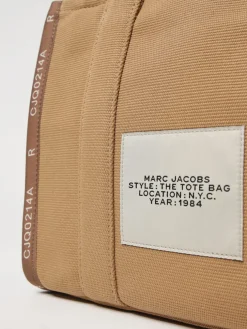 MARC JACOBS
STYLE: THE TOTE BAG
LOCATION: N.Y.C.
YEAR: 1984
CJQ0214A
R
CJQ0214A
R